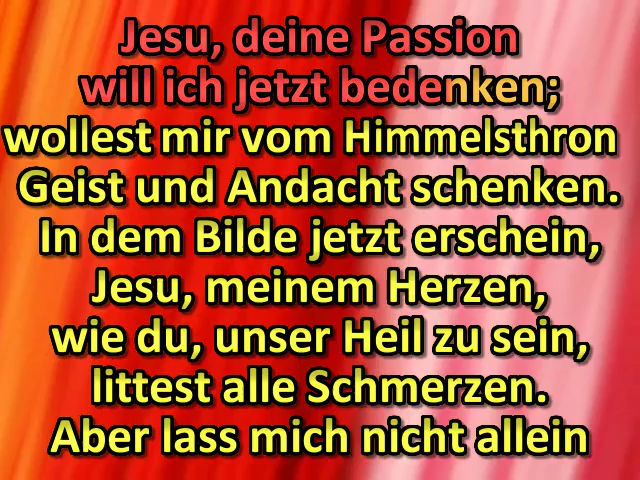 Jesu, deine Passion
will ich jetzt bedenken;
wollest mir vom Himmelsthron
Geist und Andacht schenken.
In dem Bilde jetzt erschein,
Jesu, meinem Herzen,
wie du, unser Heil zu sein,
littest alle Schmerzen.
Aber lass mich nicht allein